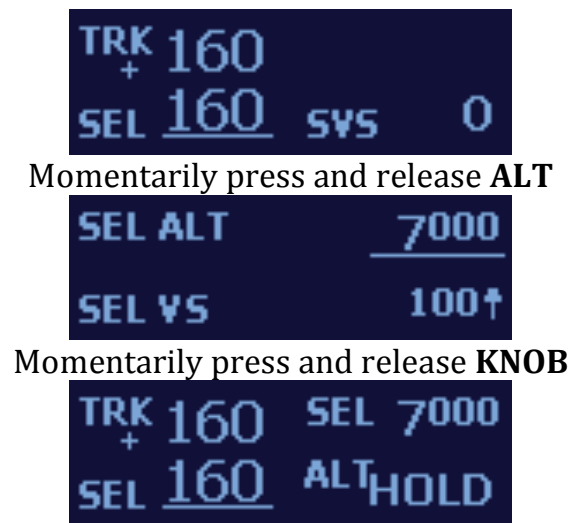 TRK + 160
SEL 160 SVS 0
Momentarily press and release ALT
SEL ALT 7000
SEL VS 100↑
Momentarily press and release KNOB
TRK + 160 SEL 7000
SEL 160 ALT HOLD